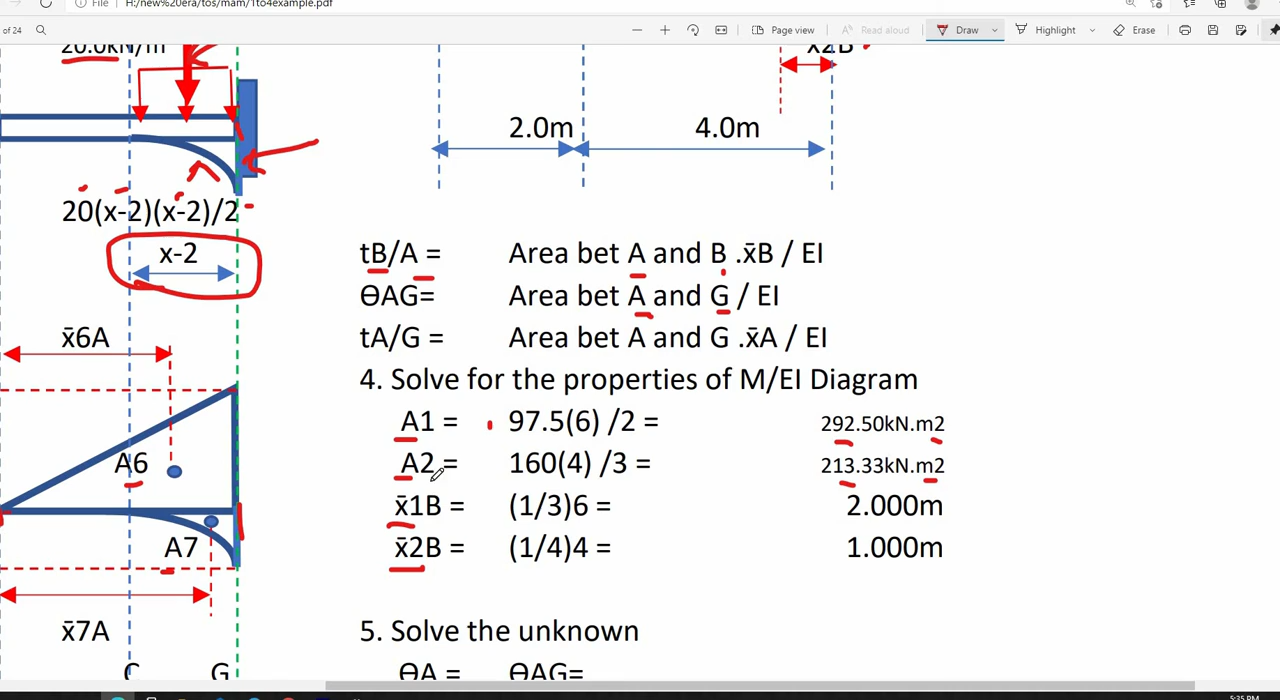 File
H:/new%20era/tos/mam/1to4example.pdf
of 24
Page view
Read aloud
Draw
Highlight
Erase
20.0kN/m
x2B
2.0m
4.0m
20(x-2)(x-2)/2
x-2
tB/A= Area bet A and B .x̄B / EI
ϴAG= Area bet A and G / EI
x̄6A
tA/G = Area bet A and G .x̄A / EI
4. Solve for the properties of M/EI Diagram
A1 = 97.5(6) /2 = 292.50kN.m2
A6
A2 = 160(4) /3 = 213.33kN.m2
x̄1B = (1/3)6 = 2.000m
A7
x̄2B = (1/4)4 = 1.000m
x̄7A
5. Solve the unknown
C
G
ϴA = ϴAG=
5:35 PM